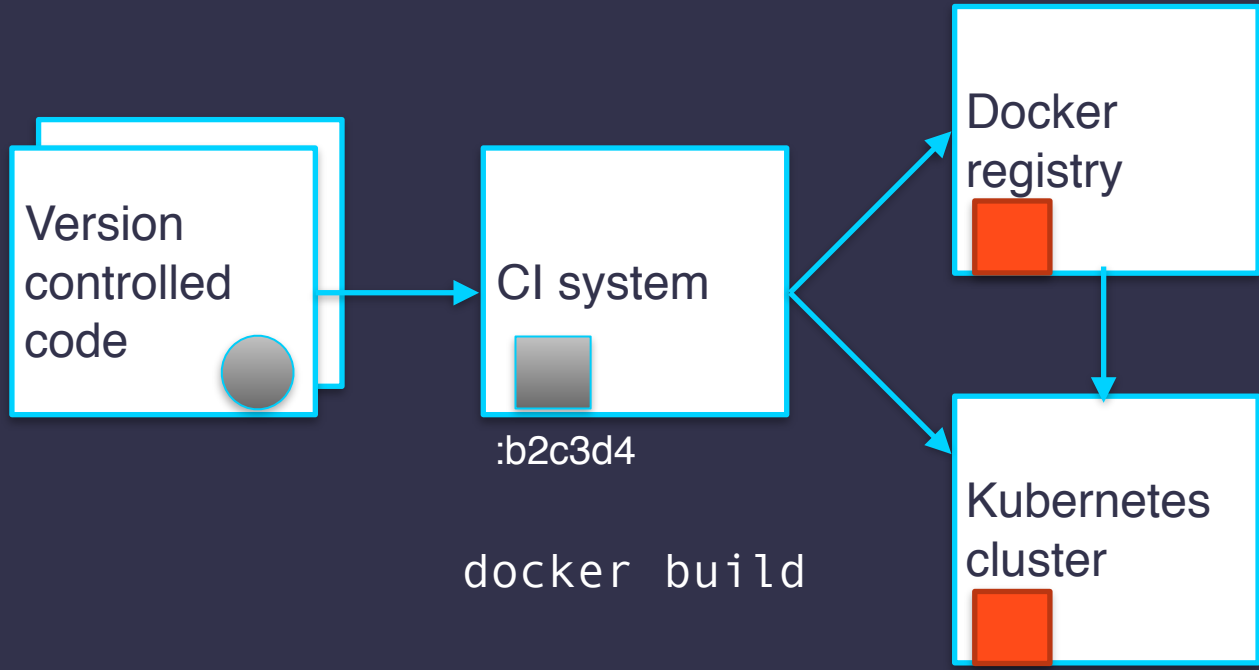 Version
controlled
code
CI system
:b2c3d4
docker build
Docker
registry
Kubernetes
cluster